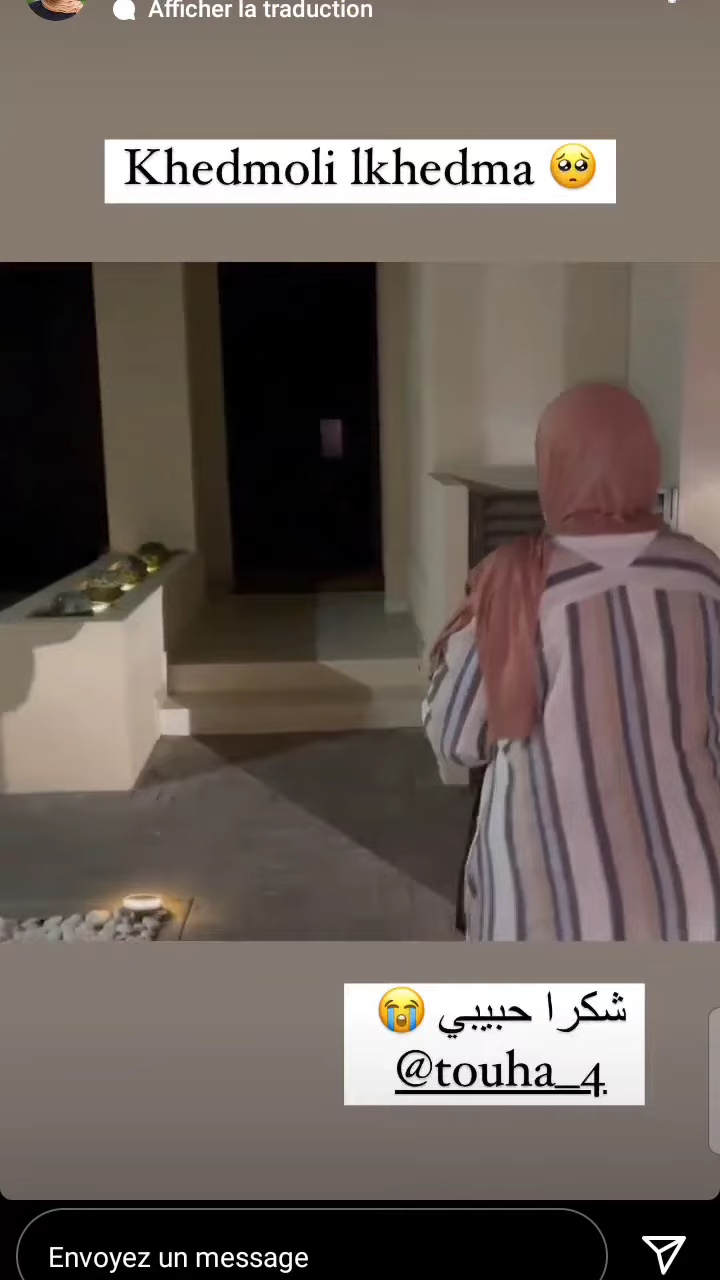 Afficher la traduction
Khedmoli lkhedma 🥺
شكرا حبيبي 😭
@touha_4
Envoyez un message